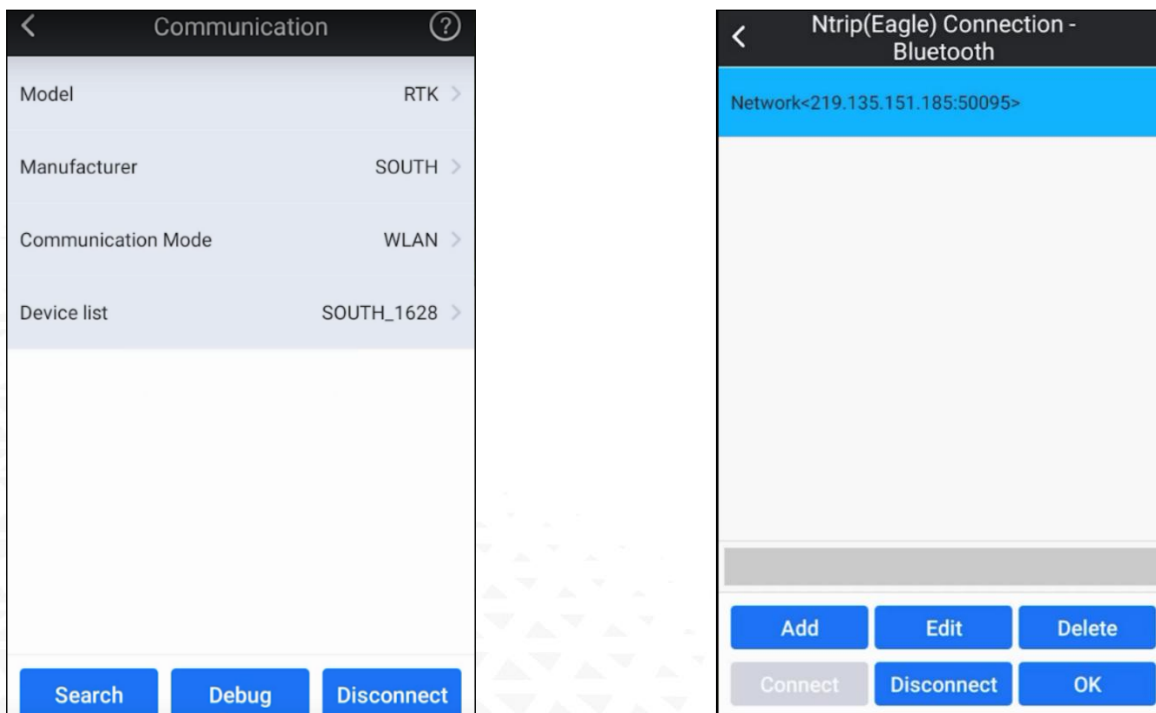 Communication
Model RTK
Manufacturer SOUTH
Communication Mode WLAN
Device list SOUTH_1628
Search Debug Disconnect
Ntrip(Eagle) Connection -
Bluetooth
Network<219.135.151.185:50095>
Add Edit Delete
Connect Disconnect OK